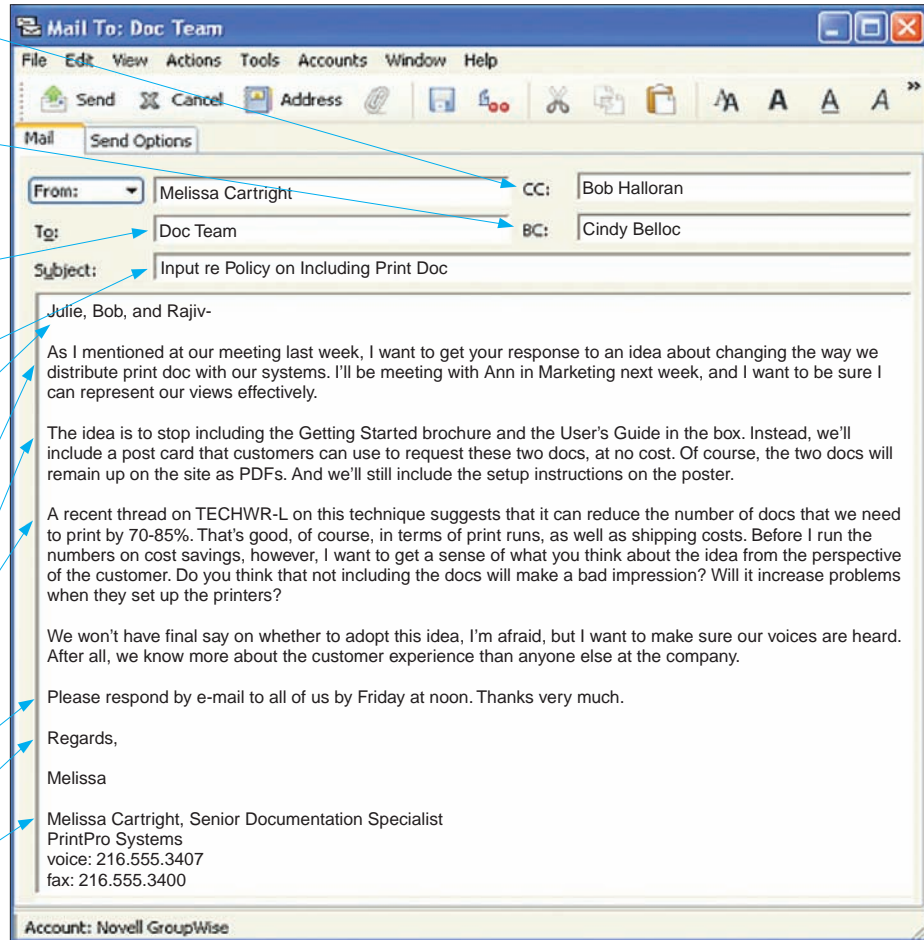 Mail To: Doc Team
File Edit View Actions Tools Accounts Window Help
Send Cancel Address A A A A »
Mail Send Options
From: Melissa Cartright CC: Bob Halloran
To: Doc Team BC: Cindy Belloc
Subject: Input re Policy on Including Print Doc
Julie, Bob, and Rajiv-
As I mentioned at our meeting last week, I want to get your response to an idea about changing the way we
distribute print doc with our systems. I'll be meeting with Ann in Marketing next week, and I want to be sure I
can represent our views effectively.
The idea is to stop including the Getting Started brochure and the User's Guide in the box. Instead, we'll
include a post card that customers can use to request these two docs, at no cost. Of course, the two docs will
remain up on the site as PDFs. And we'll still include the setup instructions on the poster.
A recent thread on TECHWR-L on this technique suggests that it can reduce the number of docs that we need
to print by 70-85%. That's good, of course, in terms of print runs, as well as shipping costs. Before I run the
numbers on cost savings, however, I want to get a sense of what you think about the idea from the perspective
of the customer. Do you think that not including the docs will make a bad impression? Will it increase problems
when they set up the printers?
We won't have final say on whether to adopt this idea, I'm afraid, but I want to make sure our voices are heard.
After all, we know more about the customer experience than anyone else at the company.
Please respond by e-mail to all of us by Friday at noon. Thanks very much.
Regards,
Melissa
Melissa Cartright, Senior Documentation Specialist
PrintPro Systems
voice: 216.555.3407
fax: 216.555.3400
Account: Novell GroupWise